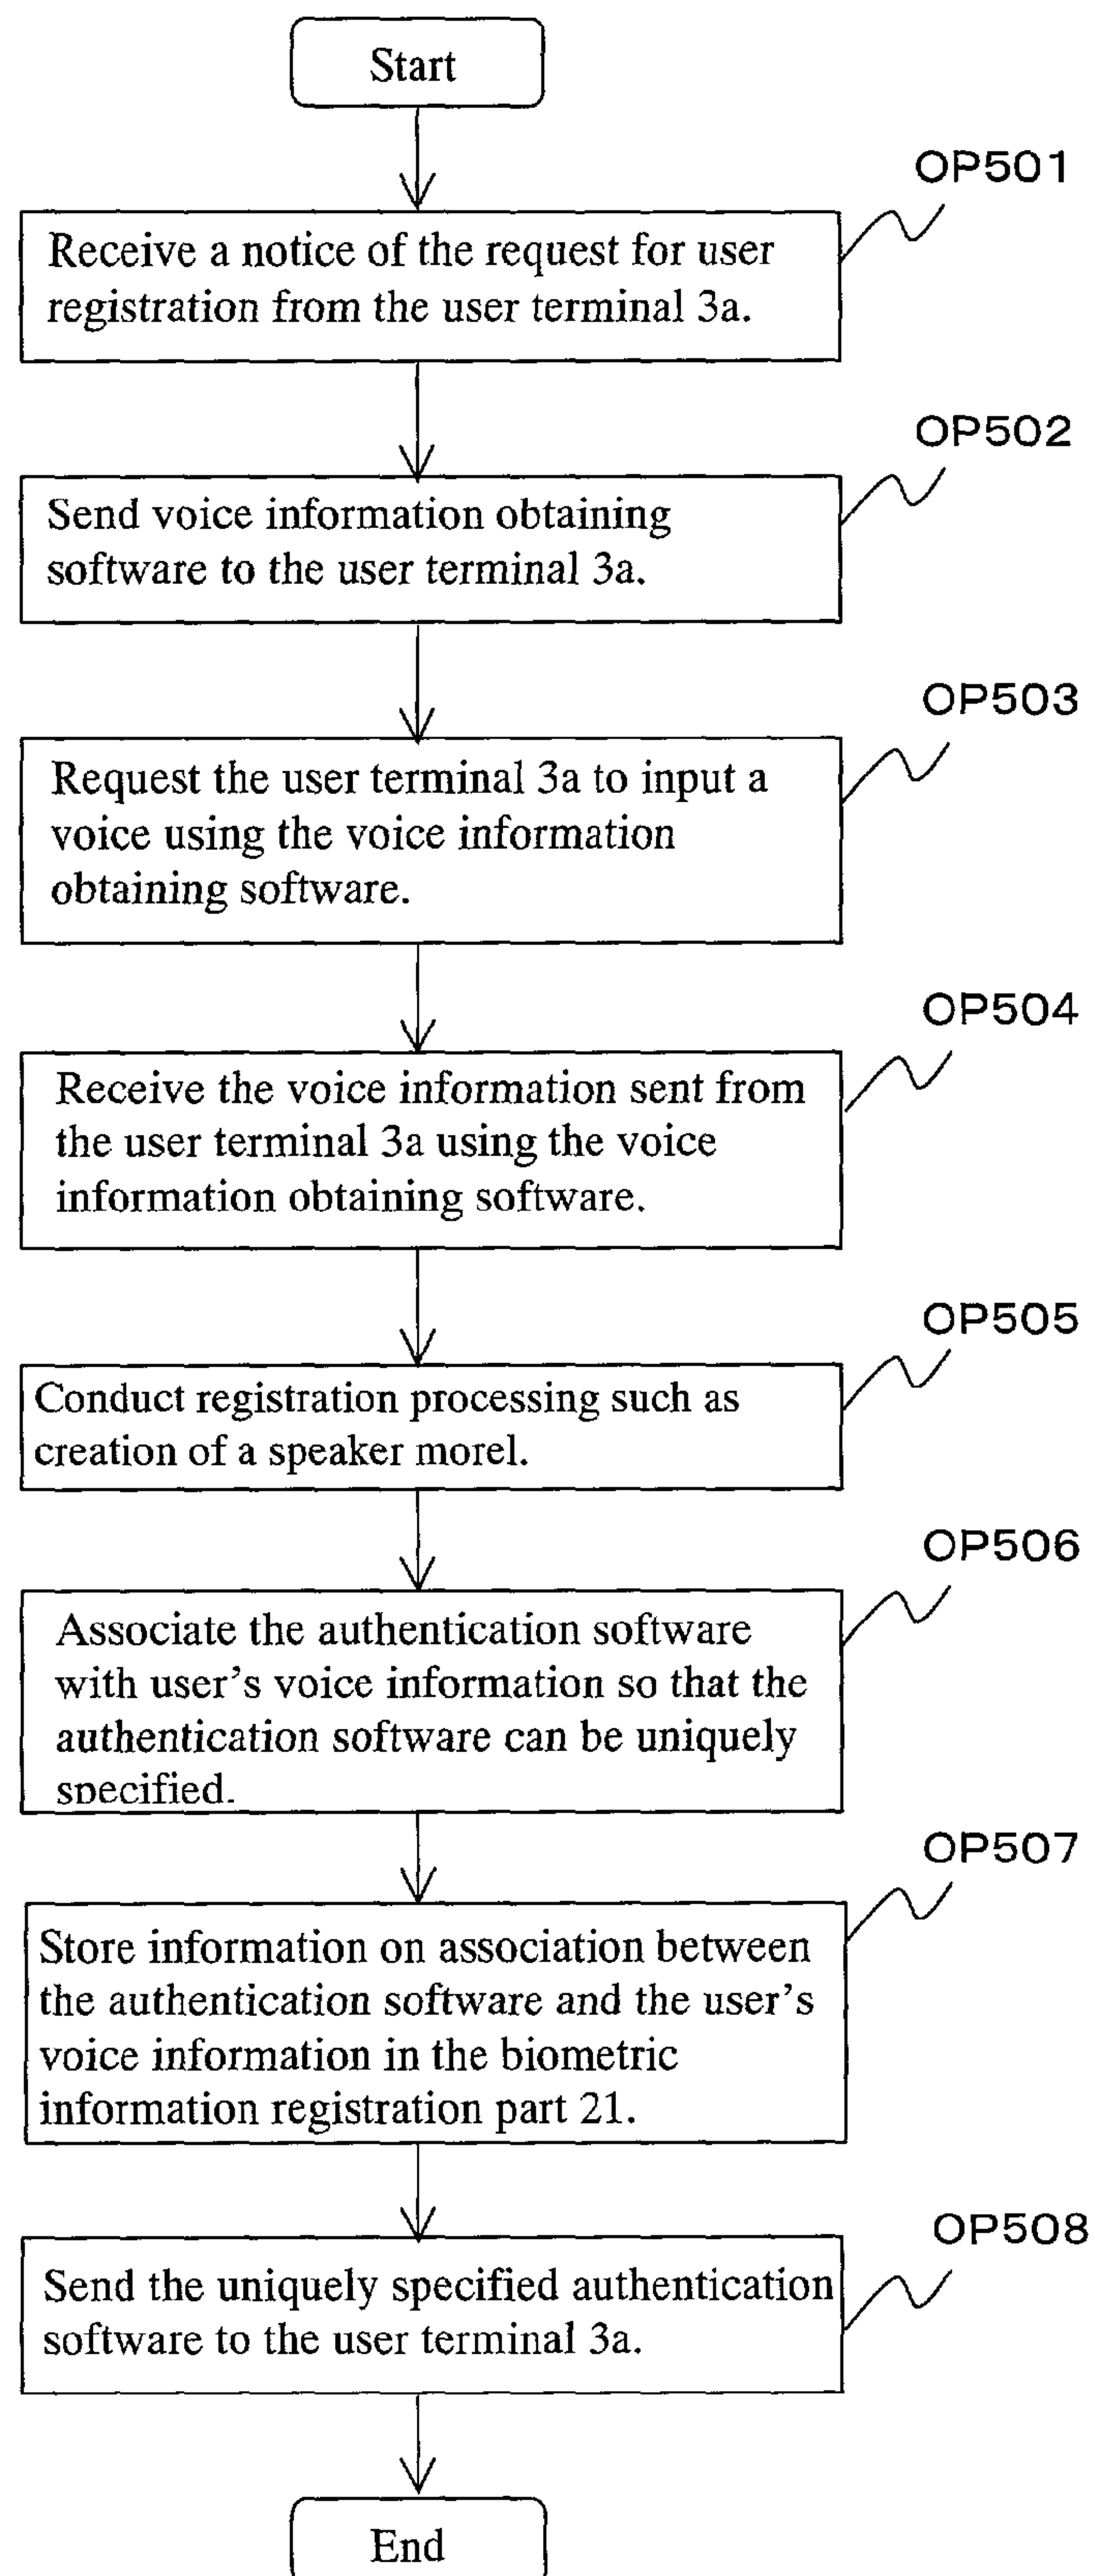 Start
OP501
Receive a notice of the request for user
registration from the user terminal 3a.
OP502
Send voice information obtaining
software to the user terminal 3a.
OP503
Request the user terminal 3a to input a
voice using the voice information
obtaining software.
OP504
Receive the voice information sent from
the user terminal 3a using the voice
information obtaining software.
OP505
Conduct registration processing such as
creation of a speaker morel.
OP506
Associate the authentication software
with user’s voice information so that the
authentication software can be uniquely
specified.
OP507
Store information on association between
the authentication software and the user’s
voice information in the biometric
information registration part 21.
OP508
Send the uniquely specified authentication
software to the user terminal 3a.
End